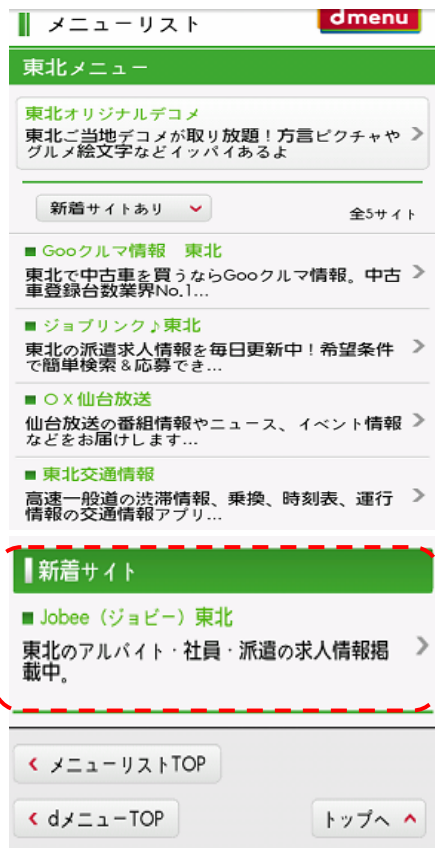 メニューリスト
dmenu
東北メニュー
東北オリジナルデコメ
東北ご当地デコメが取り放題！方言ピクチャや
グルメ絵文字などイッパイあるよ
新着サイトあり
全5サイト
■ Gooクルマ情報　東北
東北で中古車を買うならGooクルマ情報。中古
車登録台数業界No.1...
■ ジョブリンク♪東北
東北の派遣求人情報を毎日更新中！希望条件
で簡単検索＆応募でき...
■ ○Ｘ仙台放送
仙台放送の番組情報やニュース、イベント情報
などをお届けします...
■ 東北交通情報
高速一般道の渋滞情報、乗換、時刻表、運行
情報の交通情報アプリ...
新着サイト
■ Jobee（ジョビー）東北
東北のアルバイト・社員・派遣の求人情報掲
載中。
メニューリストTOP
dメニューTOP
トップへ